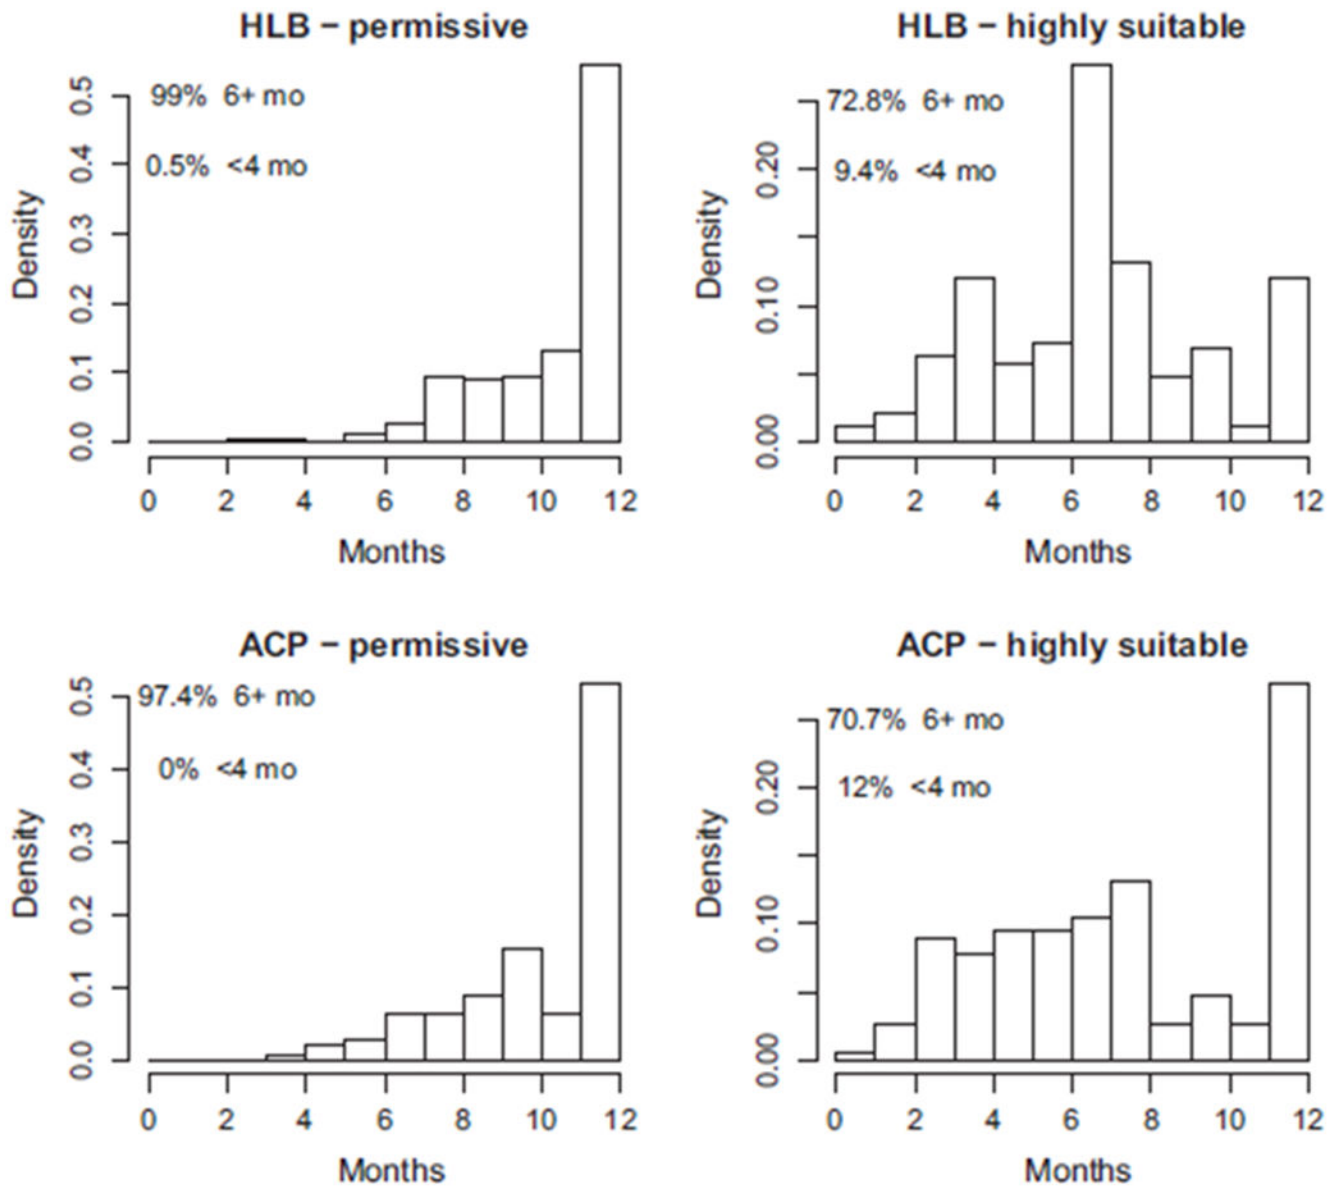 HLB − permissive
99% 6+ mo
0.5% <4 mo
Density
0.0 0.1 0.2 0.3 0.4 0.5
0 2 4 6 8 10 12
Months
HLB − highly suitable
72.8% 6+ mo
9.4% <4 mo
Density
0.00 0.10 0.20
0 2 4 6 8 10 12
Months
ACP − permissive
97.4% 6+ mo
0% <4 mo
Density
0.0 0.1 0.2 0.3 0.4 0.5
0 2 4 6 8 10 12
Months
ACP − highly suitable
70.7% 6+ mo
12% <4 mo
Density
0.00 0.10 0.20
0 2 4 6 8 10 12
Months